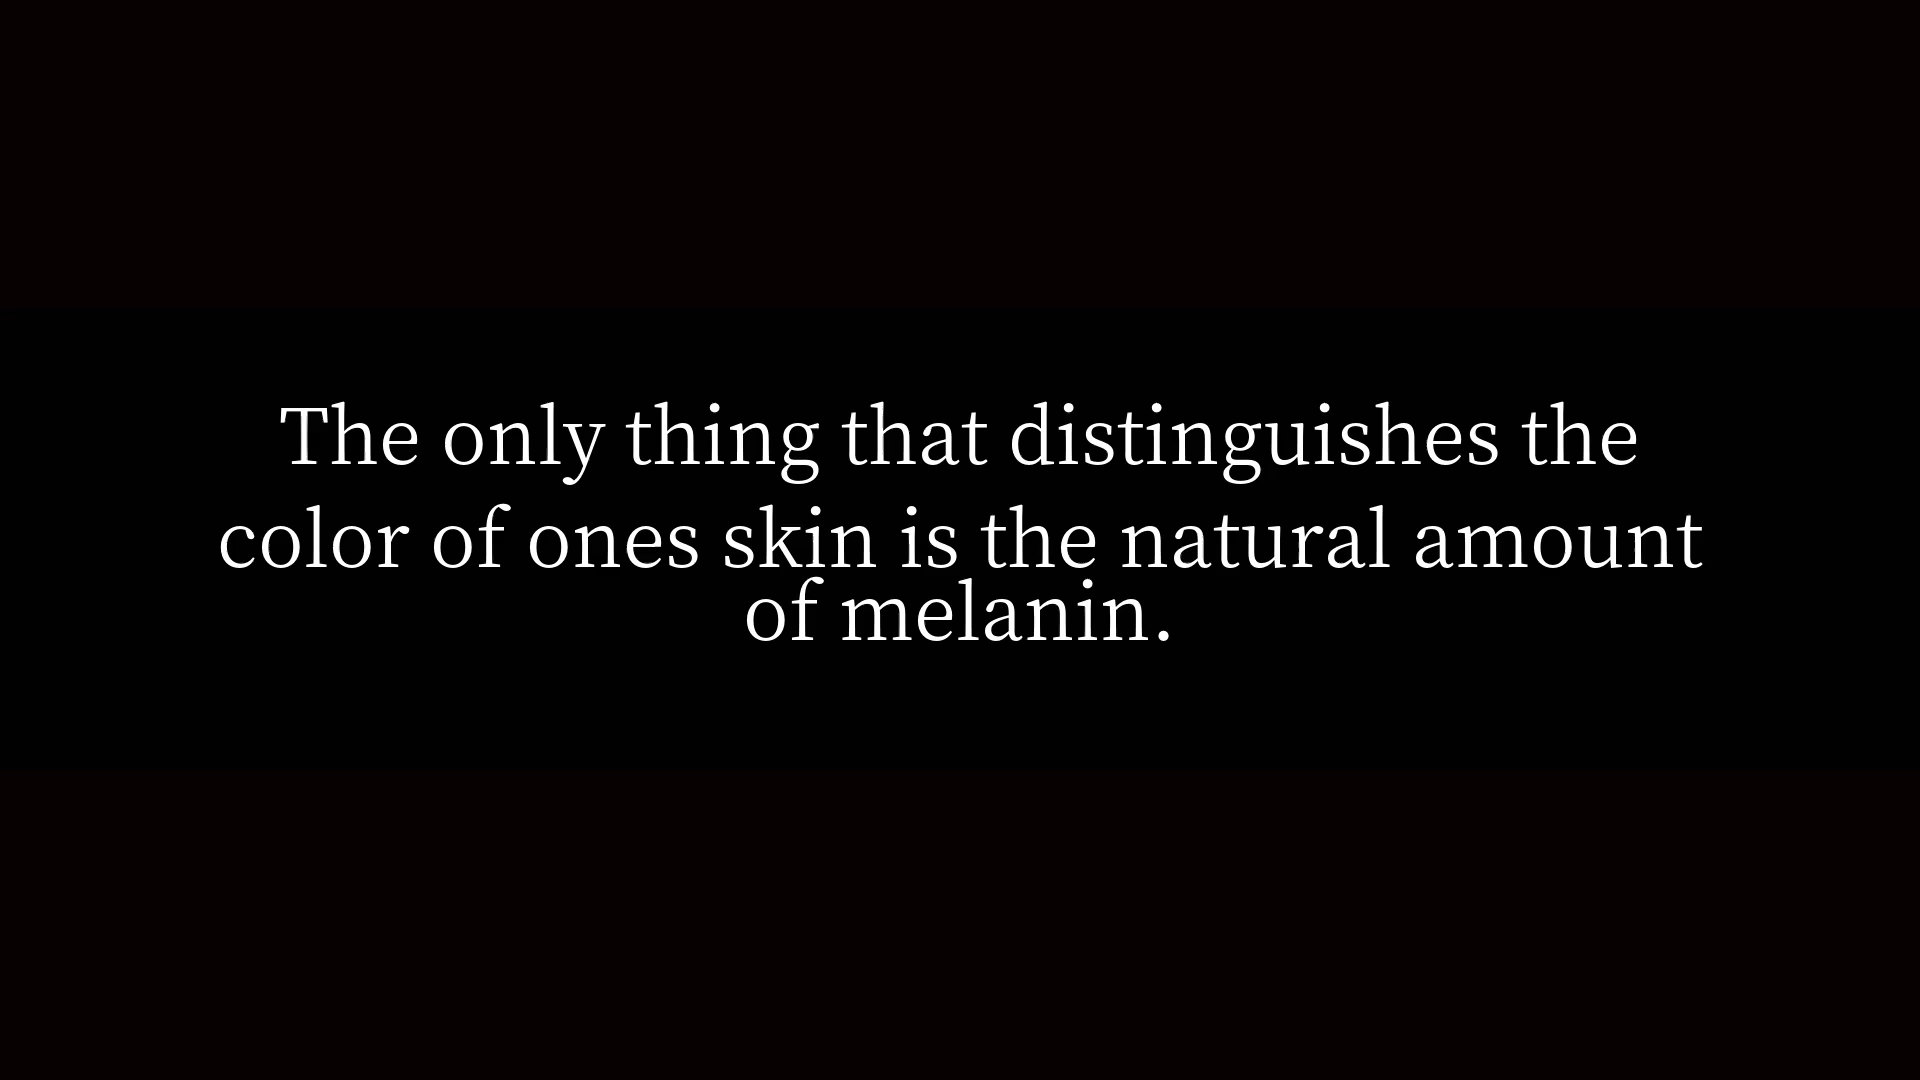 The only thing that distinguishes the
color of ones skin is the natural amount
of melanin.